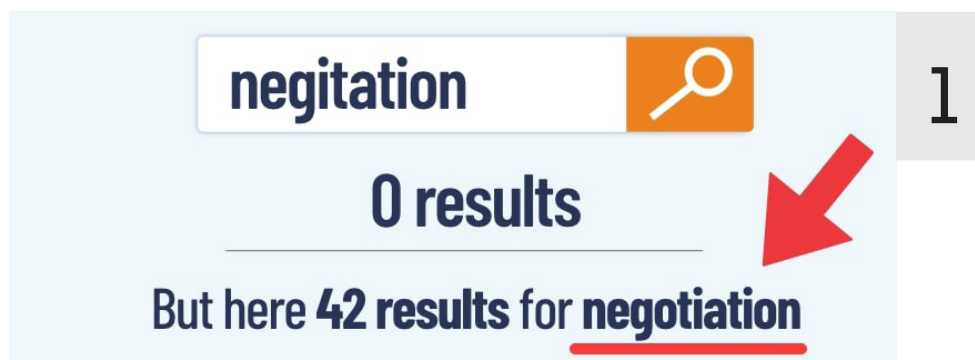 negitation
1
0 results
But here 42 results for negotiation